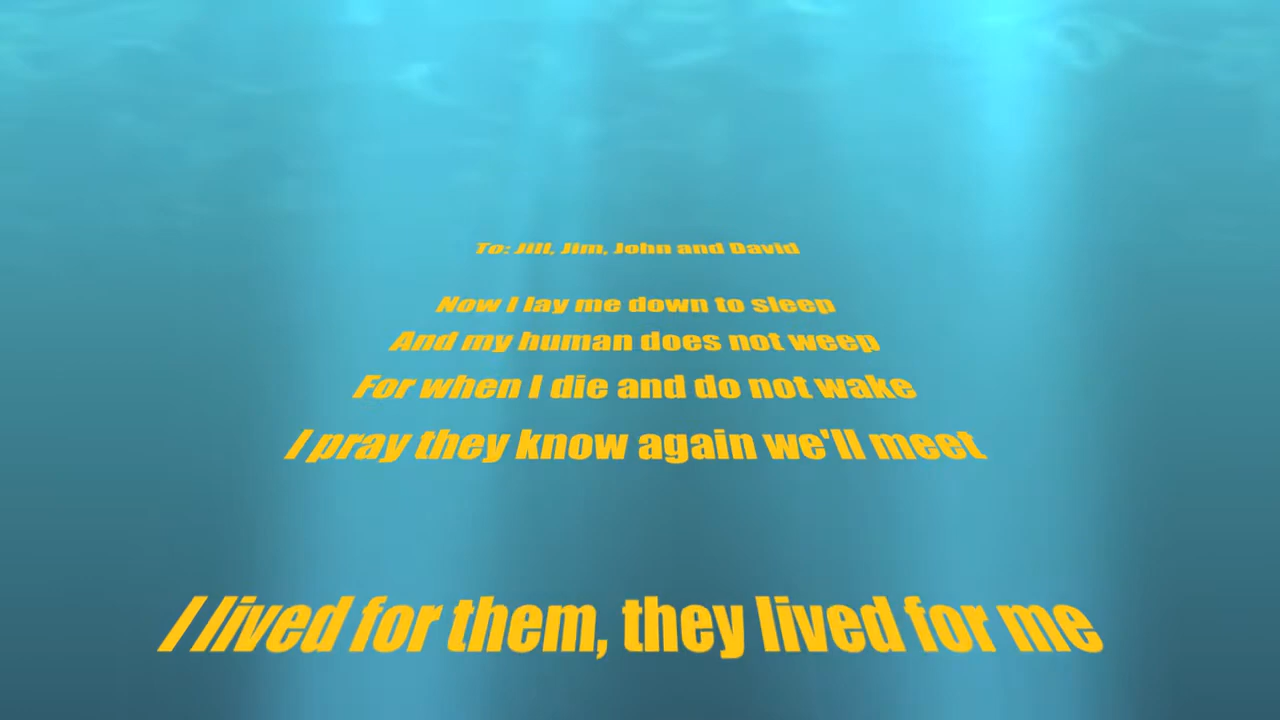 To: Jill, Jim, John and David
Now I lay me down to sleep
And my human does not weep
For when I die and do not wake
I pray they know again we'll meet
I lived for them, they lived for me